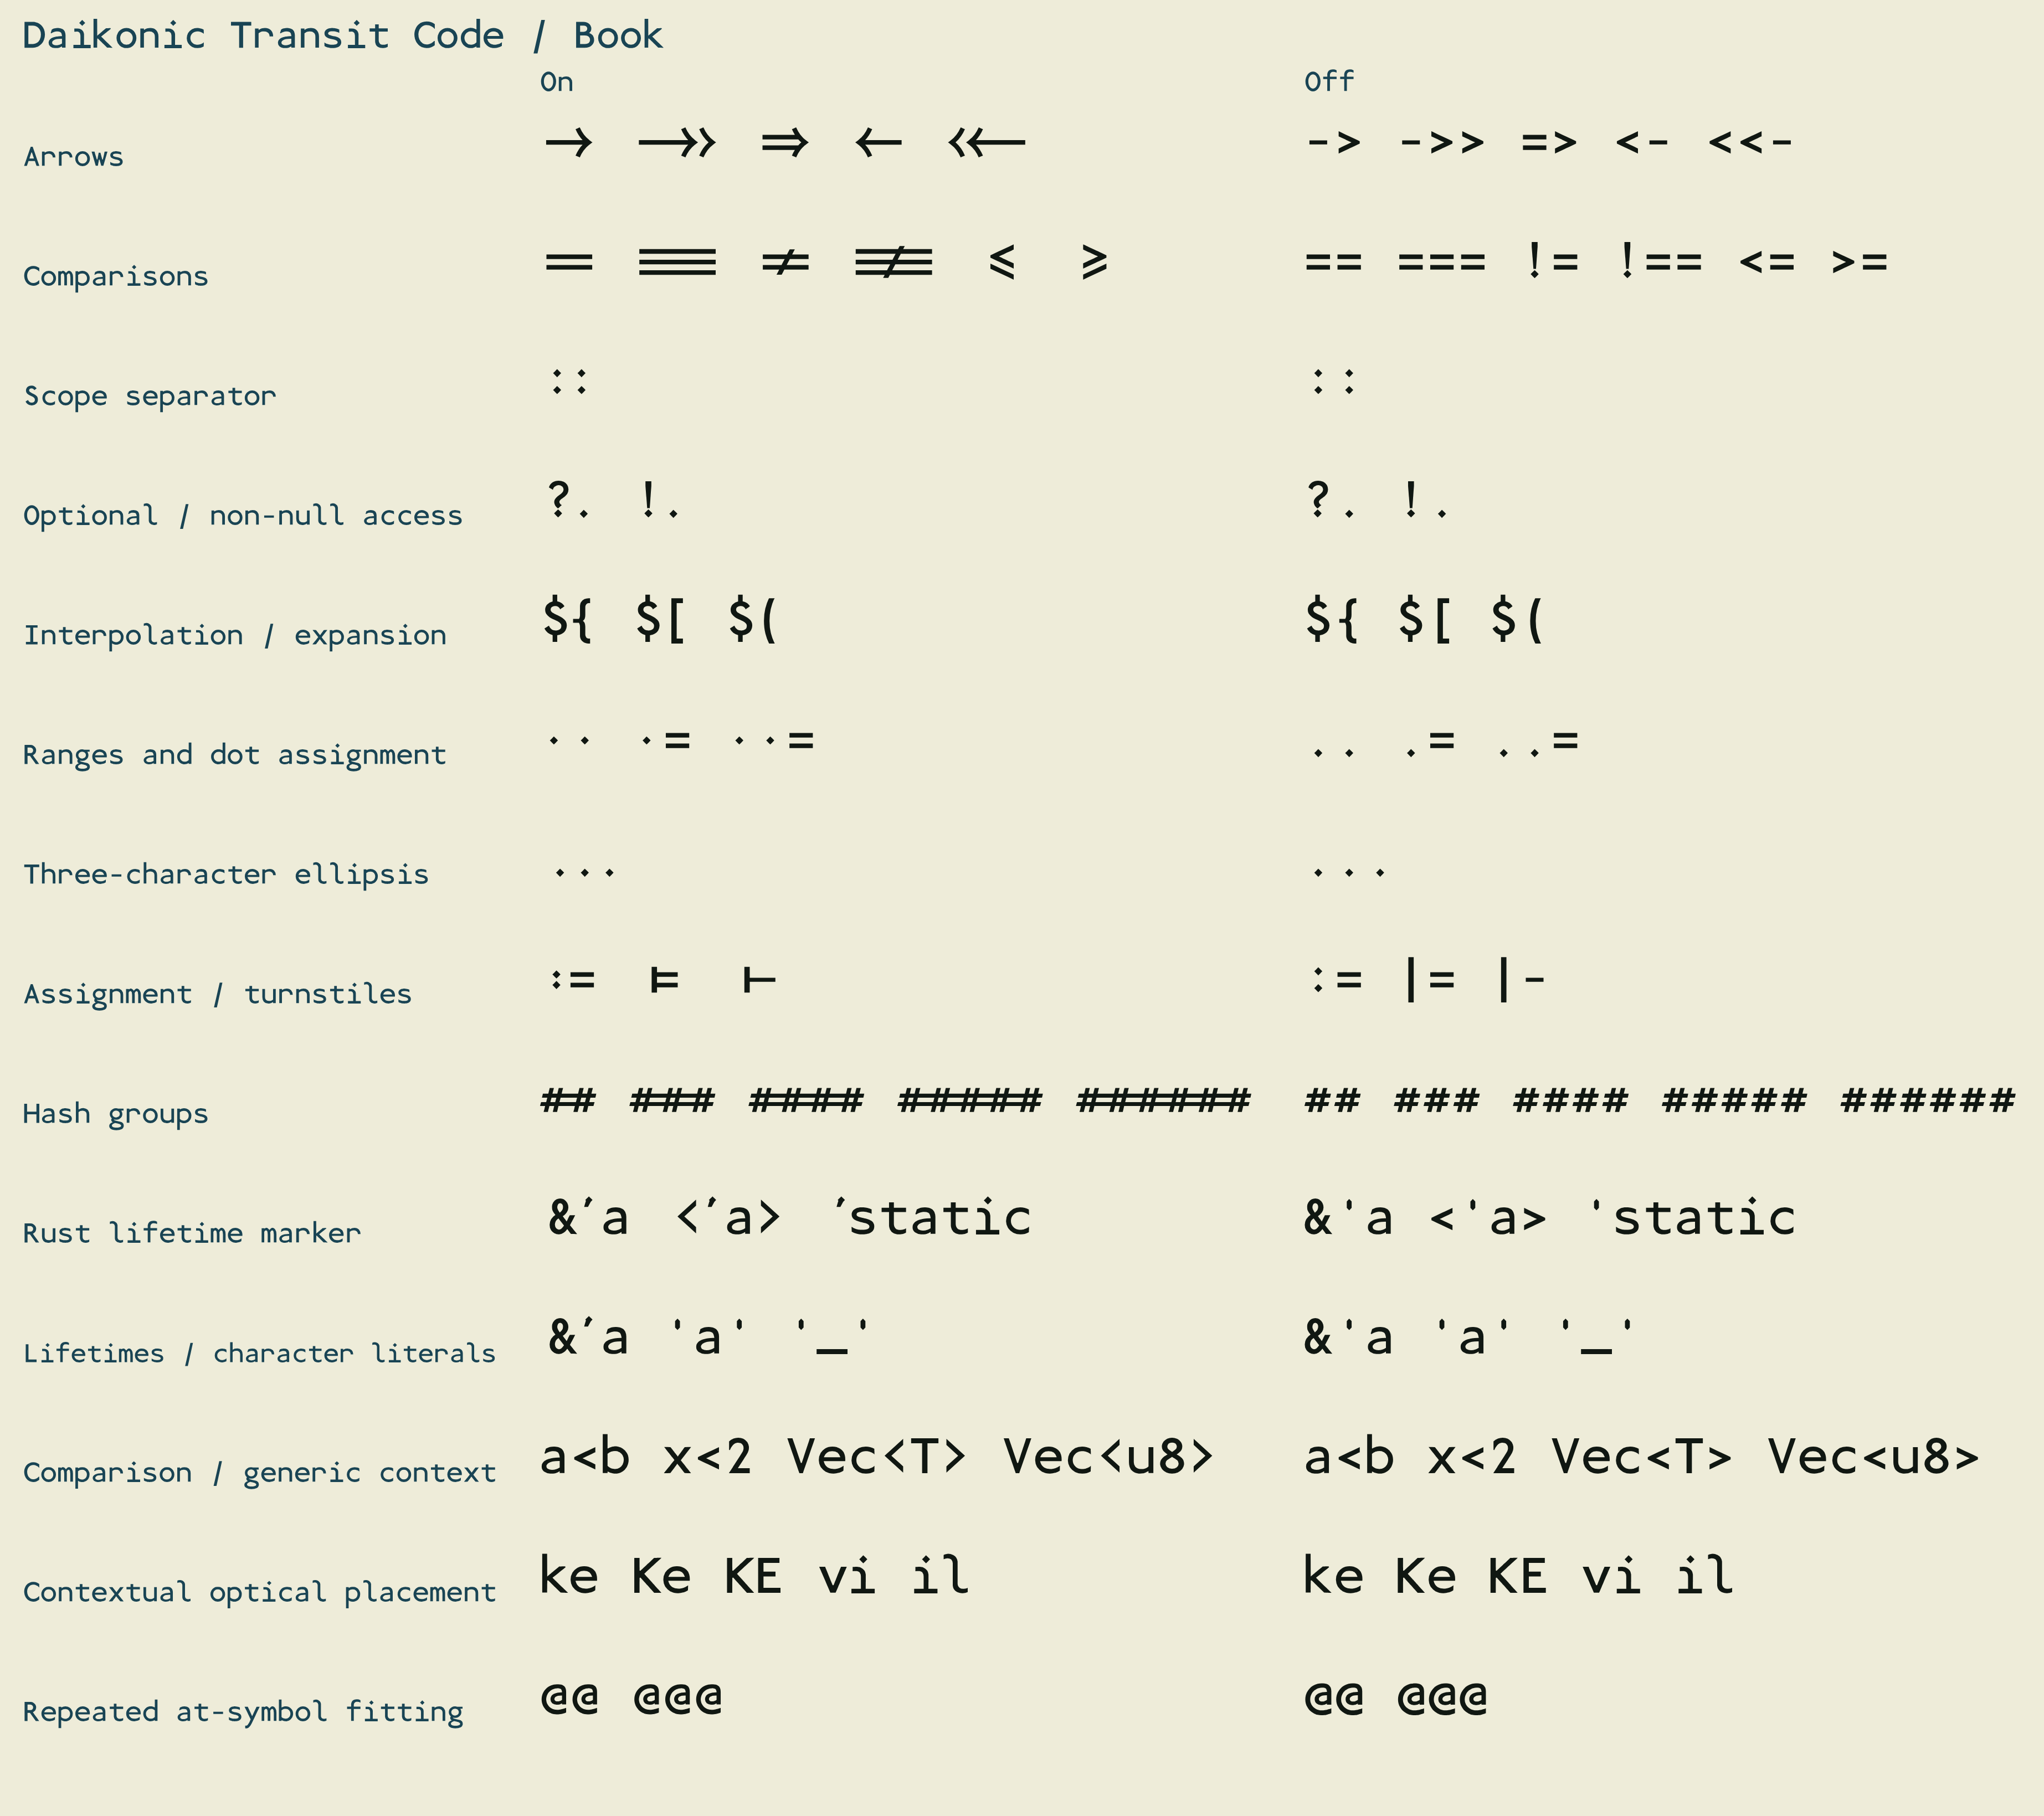 Daikonic Transit Code / Book
On Off
Arrows -> ->> => <- <<- -> ->> => <- <<-
Comparisons == === != !== <= >= == === != !== <= >=
Scope separator :: ::
Optional / non-null access ?. !. ?. !.
Interpolation / expansion ${ $[ $( ${ $[ $(
Ranges and dot assignment .. .= ..= .. .= ..=
Three-character ellipsis ... ...
Assignment / turnstiles := |= |- := |= |-
Hash groups ## ### #### ##### ###### ## ### #### ##### ######
Rust lifetime marker &'a <'a> 'static &'a <'a> 'static
Lifetimes / character literals &'a 'a' '_' &'a 'a' '_'
Comparison / generic context a<b x<2 Vec<T> Vec<u8> a<b x<2 Vec<T> Vec<u8>
Contextual optical placement ke Ke KE vi il ke Ke KE vi il
Repeated at-symbol fitting @@ @@@ @@ @@@